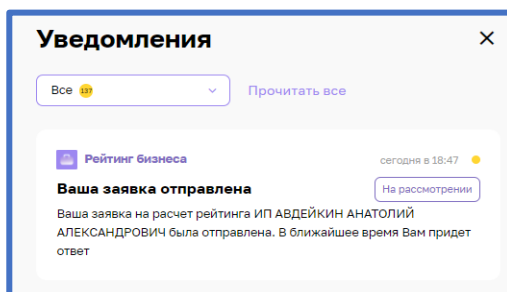 Уведомления
Все 137
Прочитать все
Рейтинг бизнеса
сегодня в 18:47
Ваша заявка отправлена
На рассмотрении
Ваша заявка на расчет рейтинга ИП АВДЕЙКИН АНАТОЛИЙ
АЛЕКСАНДРОВИЧ была отправлена. В ближайшее время Вам придет
ответ